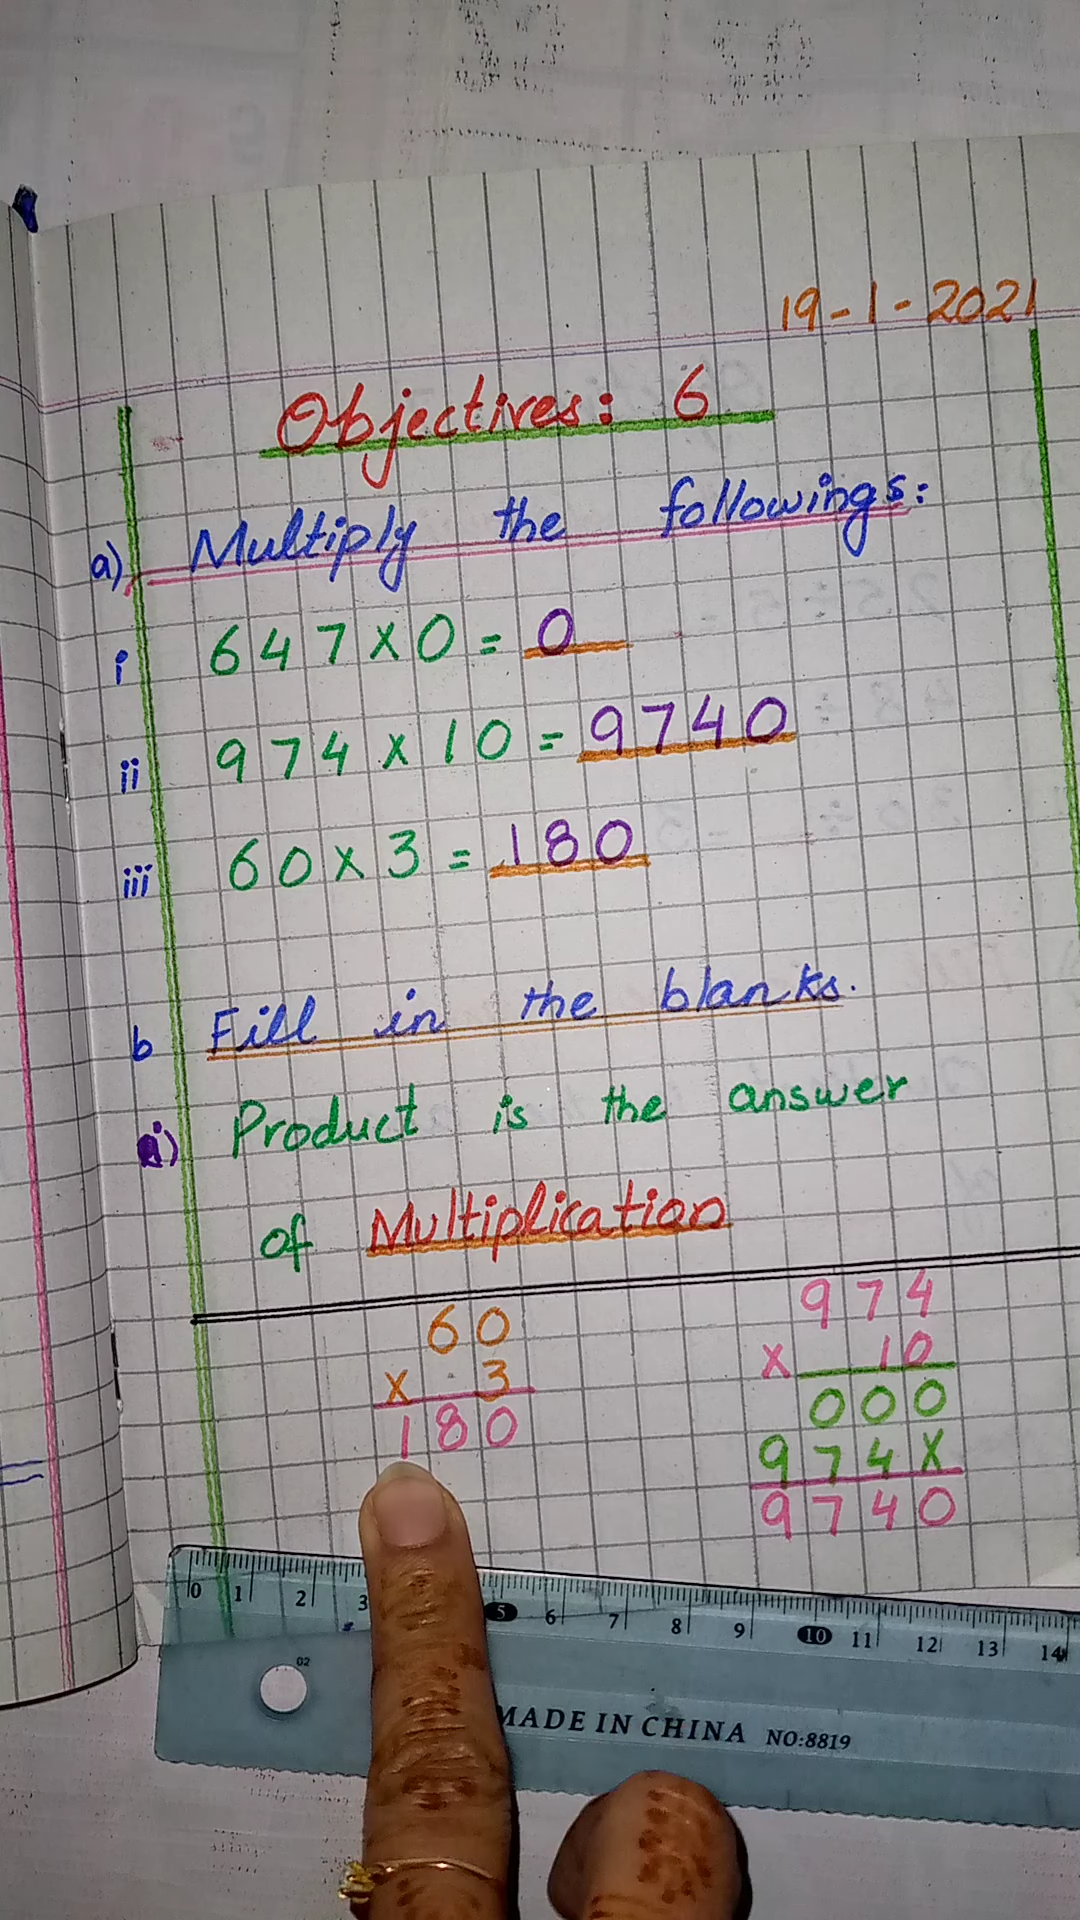 19-1-2021
Objectives: 6
a) Multiply the followings:
i 647 x 0 = 0
ii 974 x 10 = 9740
iii 60 x 3 = 180
b Fill in the blanks.
i) Product is the answer
of Multiplication
60
x 3
180
974
x 10
000
974x
9740
0 1 2 3 5 6 7 8 9 10 11 12 13 14
02
MADE IN CHINA NO:8819